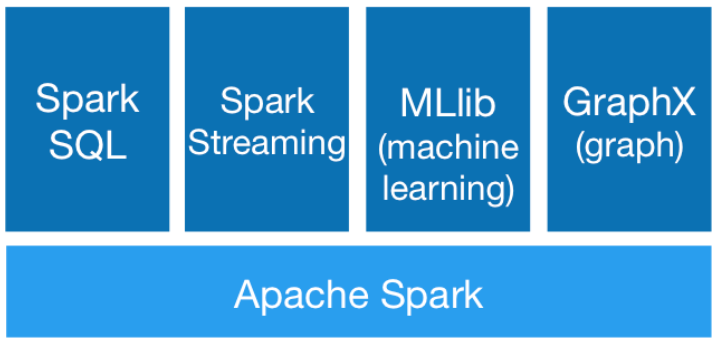 Spark
SQL
Spark
Streaming
MLlib
(machine
learning)
GraphX
(graph)
Apache Spark